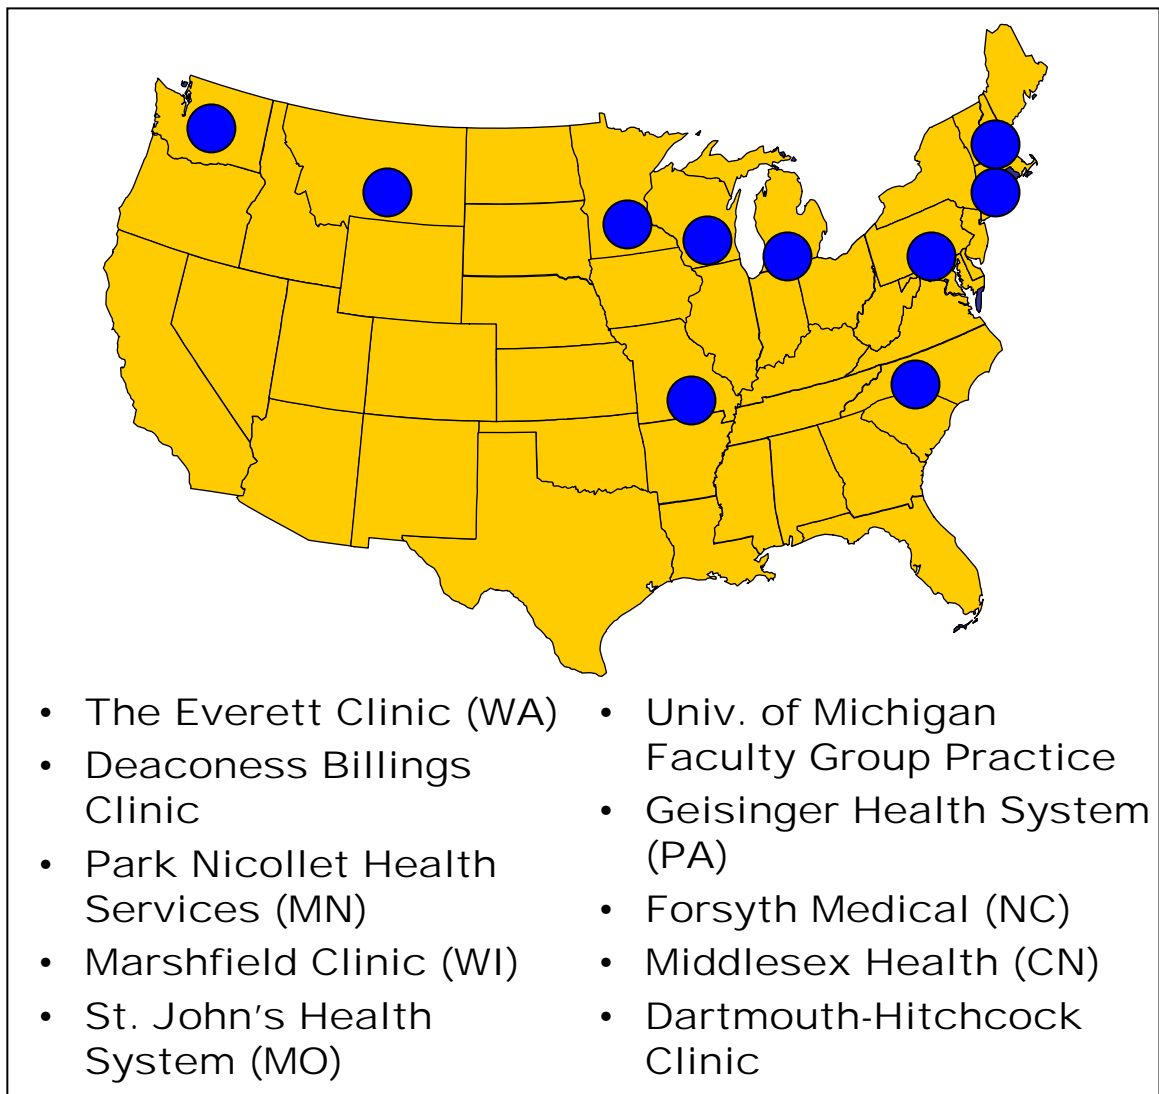 • The Everett Clinic (WA)
• Deaconess Billings
Clinic
• Park Nicollet Health
Services (MN)
• Marshfield Clinic (WI)
• St. John's Health
System (MO)
• Univ. of Michigan
Faculty Group Practice
• Geisinger Health System
(PA)
• Forsyth Medical (NC)
• Middlesex Health (CN)
• Dartmouth-Hitchcock
Clinic